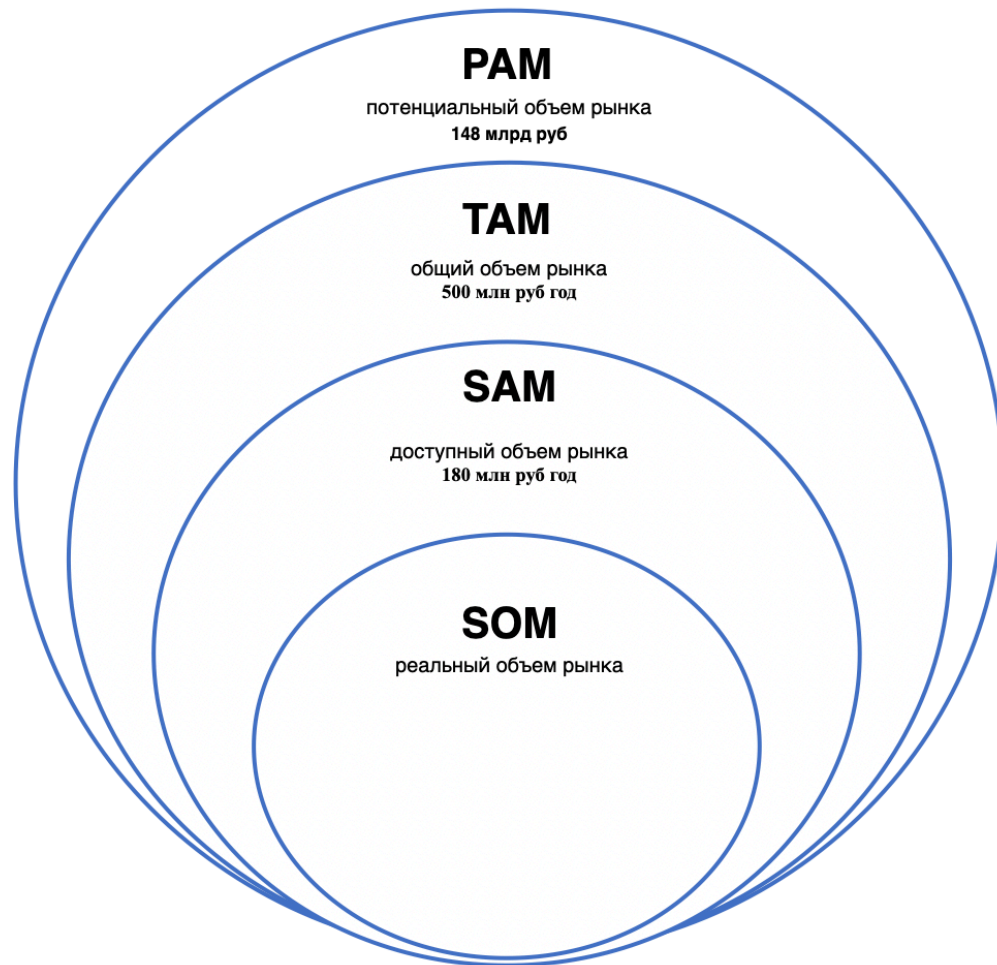 PAM
потенциальный объем рынка
148 млрд руб
TAM
общий объем рынка
500 млн руб год
SAM
доступный объем рынка
180 млн руб год
SOM
реальный объем рынка